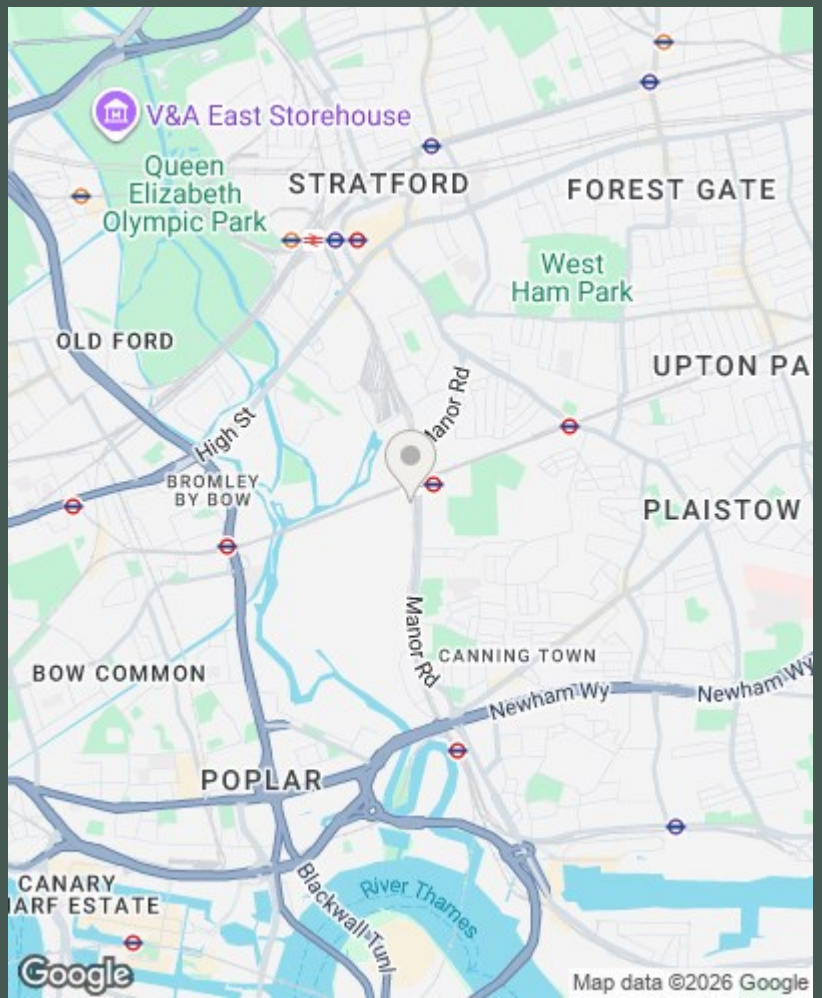 V&A East Storehouse
Queen
Elizabeth
Olympic Park
STRATFORD
FOREST GATE
West
Ham Park
OLD FORD
UPTON PA
Manor Rd
High St
BROMLEY
BY BOW
PLAISTOW
Manor Rd
CANNING TOWN
BOW COMMON
Newham Wy
Newham Wy
POPLAR
CANARY
ARF ESTATE
River Thames
Blackwall Tunl
Google
Map data ©2026 Google